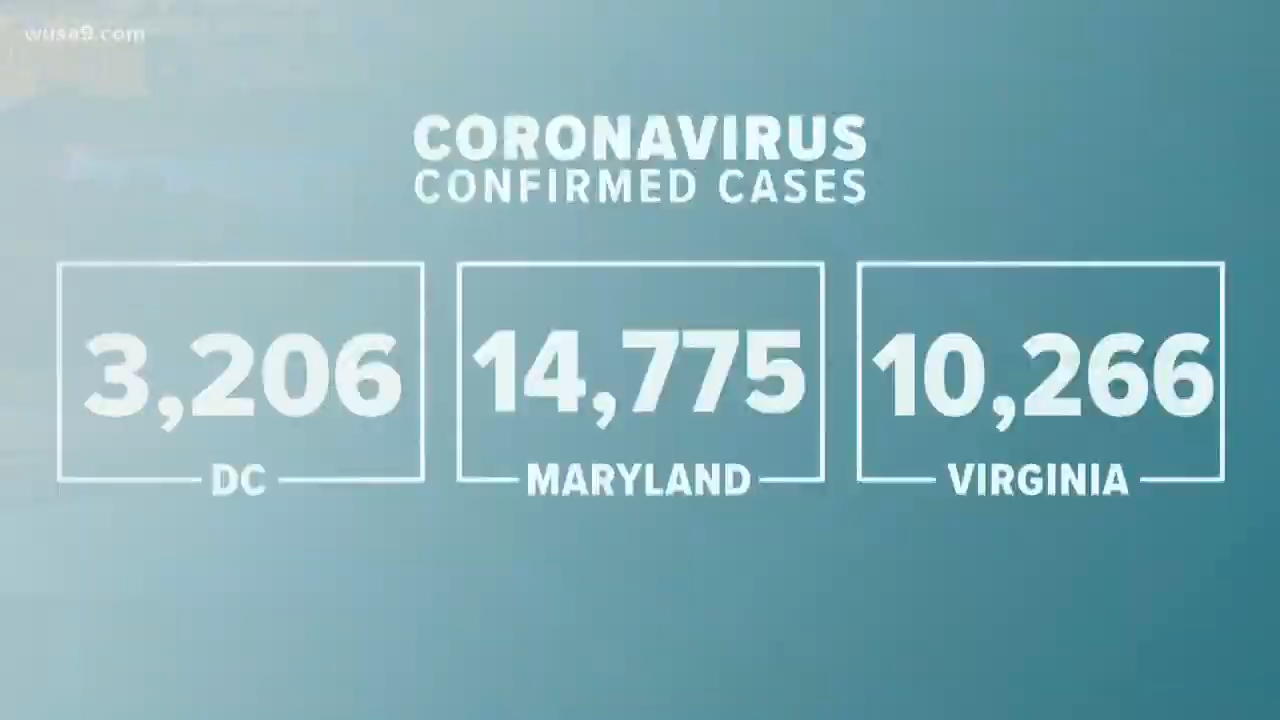 wusa9.com
CORONAVIRUS
CONFIRMED CASES
3,206
14,775
10,266
DC
MARYLAND
VIRGINIA